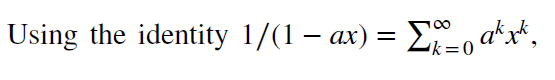 Using the identity 1/(1 − ax) = ∑_{k=0}^{∞} a^k x^k,